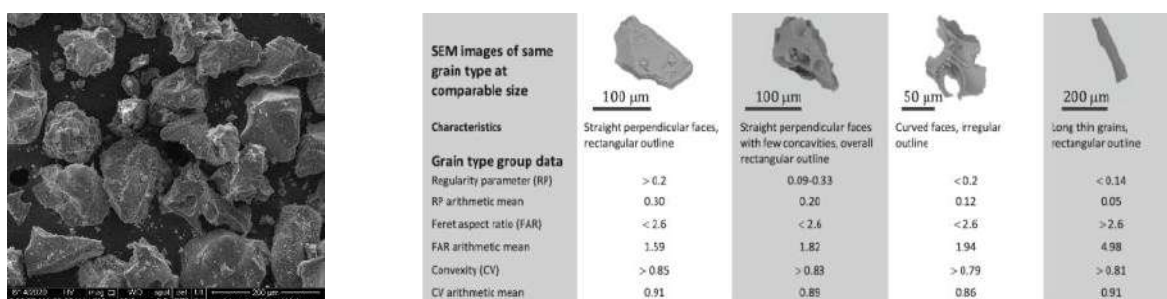 SEM images of same
grain type at
comparable size
100 µm
100 µm
50 µm
200 µm
Characteristics
Straight perpendicular faces,
rectangular outline
Straight perpendicular faces
with few concavities, overall
rectangular outline
Curved faces, irregular
outline
Long thin grains,
rectangular outline
Grain type group data
Regularity parameter (RP) > 0.2 0.09-0.33 <0.2 < 0.14
RP arithmetic mean 0.30 0.20 0.12 0.05
Feret aspect ratio (FAR) < 2.6 < 2.6 <2.6 >2.6
FAR arithmetic mean 1.59 1.82 1.94 4.98
Convexity (CV) > 0.85 > 0.83 > 0.79 > 0.81
CV arithmetic mean 0.91 0.89 0.86 0.91
HV mag WD spot det 200 µm